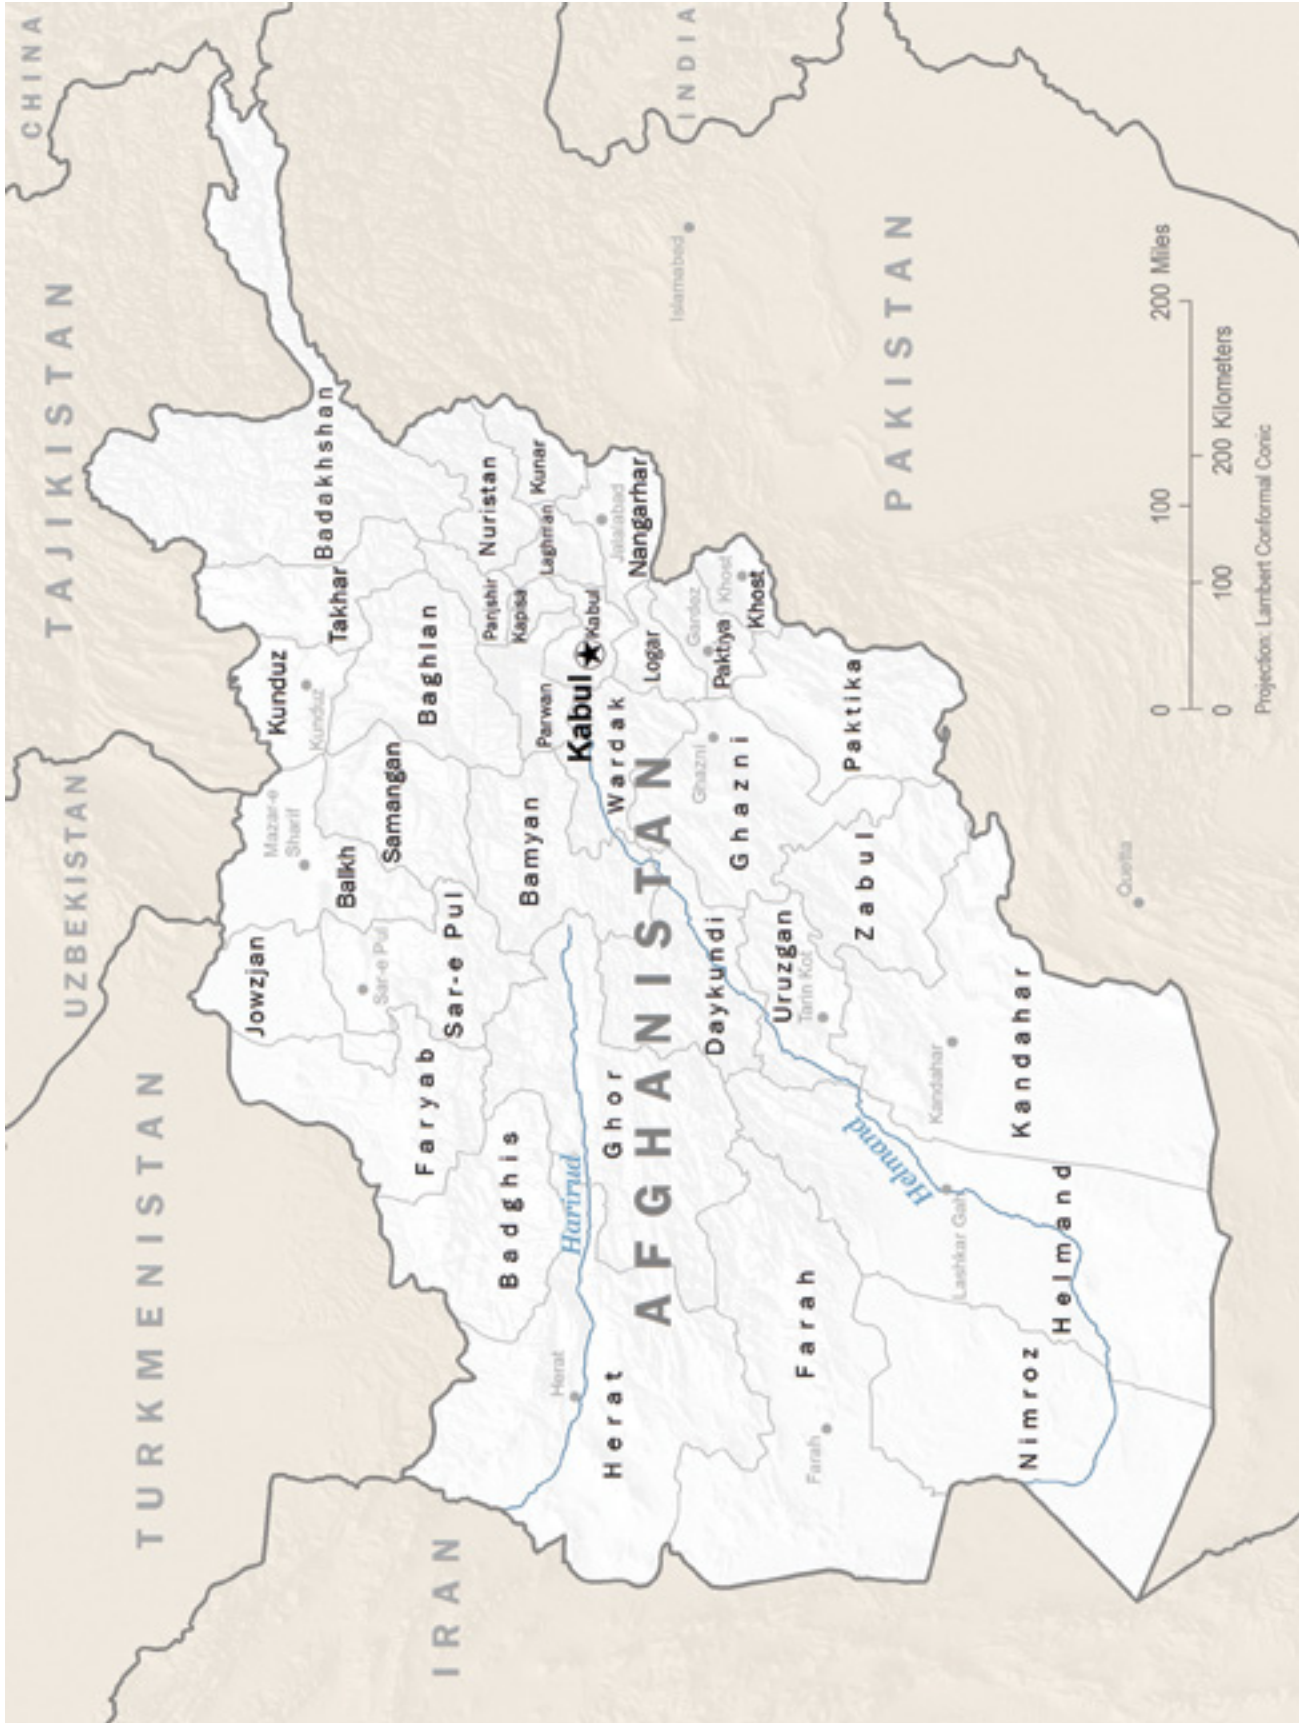 CHINA
TAJIKISTAN
UZBEKISTAN
TURKMENISTAN
IRAN
INDIA
PAKISTAN
AFGHANISTAN
Badakhshan
Takhar
Kunduz
Kunduz
Baghlan
Nuristan
Kunar
Laghman
Panjshir
Kapisa
Jalalabad
Nangarhar
Kabul
Kabul
Parwan
Logar
Wardak
Gardez
Khost
Khost
Paktiya
Paktika
Ghazni
Ghazni
Samangan
Mazar-e
Sharif
Balkh
Bamyan
Jowzjan
Sar-e Pul
Sar-e Pul
Faryab
Badghis
Harirud
Ghor
Daykundi
Uruzgan
Tarin Kot
Zabul
Kandahar
Kandahar
Helmand
Lashkar Gah
Helmand
Herat
Herat
Farah
Farah
Nimroz
Islamabad
Quetta
0 100 200 Miles
0 100 200 Kilometers
Projection: Lambert Conformal Conic